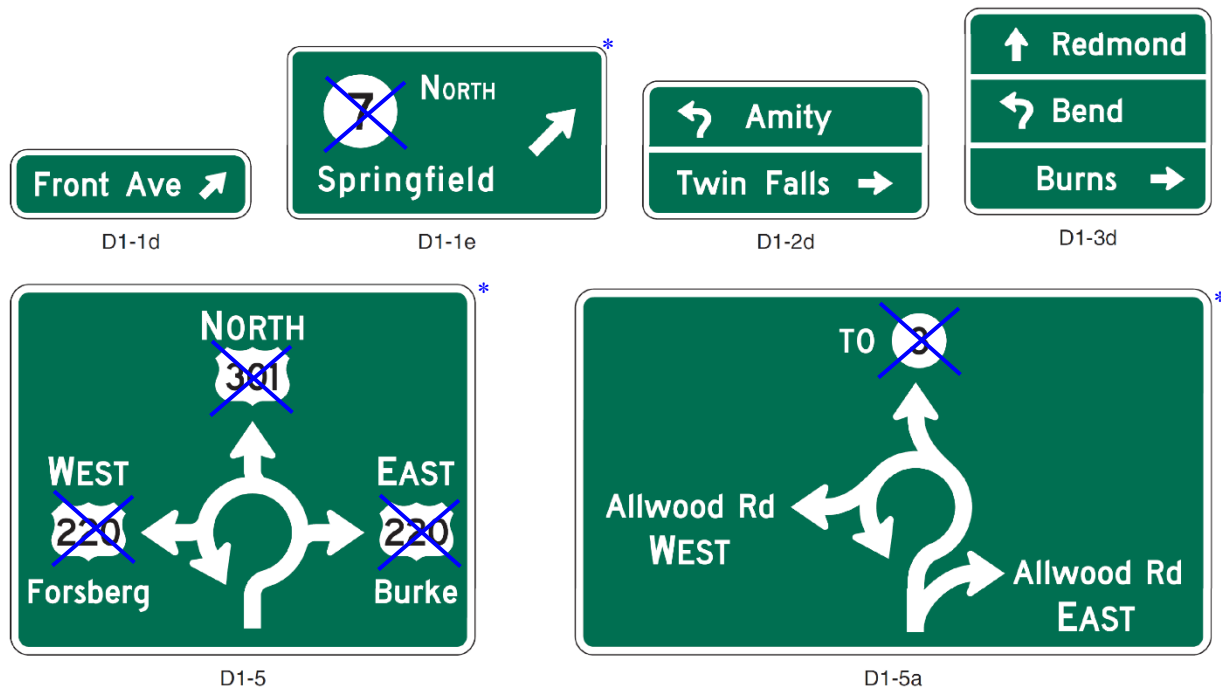 Front Ave
D1-1d
*
7 NORTH
Springfield
D1-1e
Amity
Twin Falls
D1-2d
Redmond
Bend
Burns
D1-3d
*
NORTH
301
WEST
220
Forsberg
EAST
220
Burke
D1-5
*
TO 3
Allwood Rd
WEST
Allwood Rd
EAST
D1-5a